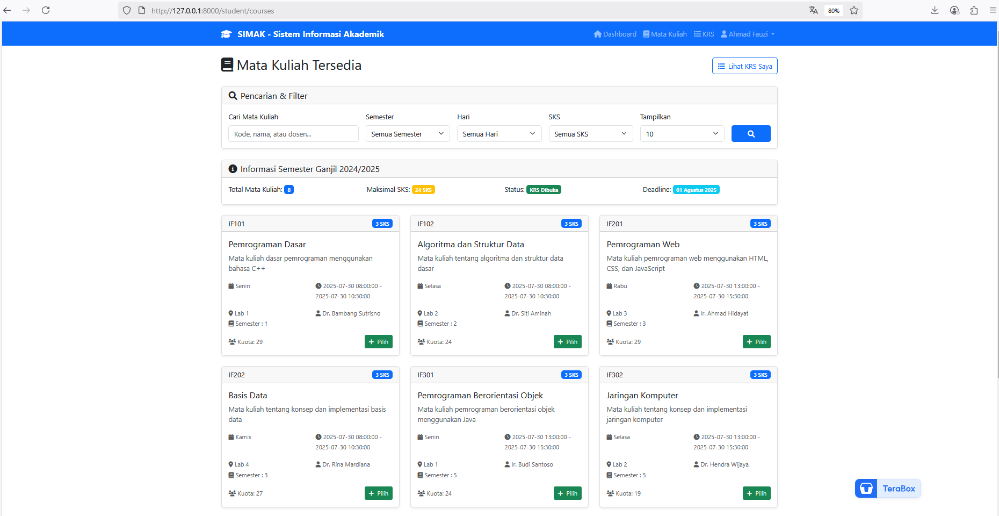 http://127.0.0.1:8000/student/courses
80%
SIMAK - Sistem Informasi Akademik
Dashboard
Mata Kuliah
KRS
Ahmad Fauzi
Mata Kuliah Tersedia
Lihat KRS Saya
Pencarian & Filter
Cari Mata Kuliah
Semester
Hari
SKS
Tampilkan
Kode, nama, atau dosen...
Semua Semester
Semua Hari
Semua SKS
10
Informasi Semester Ganjil 2024/2025
Total Mata Kuliah: 8
Maksimal SKS: 24 SKS
Status: KRS Dibuka
Deadline: 01 Agustus 2025
IF101
3 SKS
Pemrograman Dasar
Mata kuliah dasar pemrograman menggunakan
bahasa C++
Senin
2025-07-30 08:00:00 -
2025-07-30 10:30:00
Lab 1
Dr. Bambang Sutrisno
Semester : 1
Kuota: 29
+ Pilih
IF102
3 SKS
Algoritma dan Struktur Data
Mata kuliah tentang algoritma dan struktur data
dasar
Selasa
2025-07-30 08:00:00 -
2025-07-30 10:30:00
Lab 2
Dr. Siti Aminah
Semester : 2
Kuota: 24
+ Pilih
IF201
3 SKS
Pemrograman Web
Mata kuliah pemrograman web menggunakan HTML,
CSS, dan JavaScript
Rabu
2025-07-30 13:00:00 -
2025-07-30 15:30:00
Lab 3
Ir. Ahmad Hidayat
Semester : 3
Kuota: 29
+ Pilih
IF202
3 SKS
Basis Data
Mata kuliah tentang konsep dan implementasi basis
data
Kamis
2025-07-30 08:00:00 -
2025-07-30 10:30:00
Lab 4
Dr. Rina Mardiana
Semester : 3
Kuota: 27
+ Pilih
IF301
3 SKS
Pemrograman Berorientasi Objek
Mata kuliah pemrograman berorientasi objek
menggunakan Java
Senin
2025-07-30 13:00:00 -
2025-07-30 15:30:00
Lab 1
Ir. Budi Santoso
Semester : 5
Kuota: 24
+ Pilih
IF302
3 SKS
Jaringan Komputer
Mata kuliah tentang konsep dan implementasi
jaringan komputer
Selasa
2025-07-30 13:00:00 -
2025-07-30 15:30:00
Lab 2
Dr. Hendra Wijaya
Semester : 5
Kuota: 19
+ Pilih
TeraBox